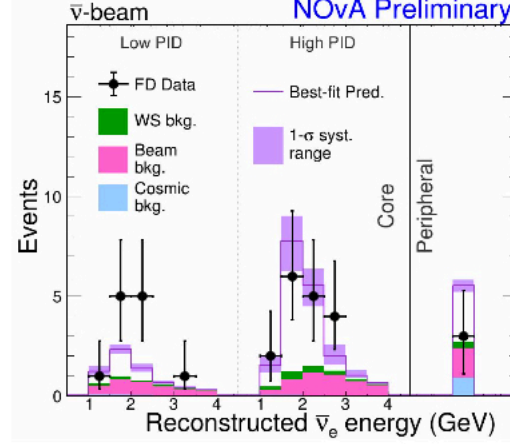 ν̄-beam
NOvA Preliminary
Low PID
High PID
FD Data
WS bkg.
Beam
bkg.
Cosmic
bkg.
Best-fit Pred.
1-σ syst.
range
Core
Peripheral
Events
15
10
5
0
1 2 3 4
1 2 3 4
Reconstructed ν̄e energy (GeV)